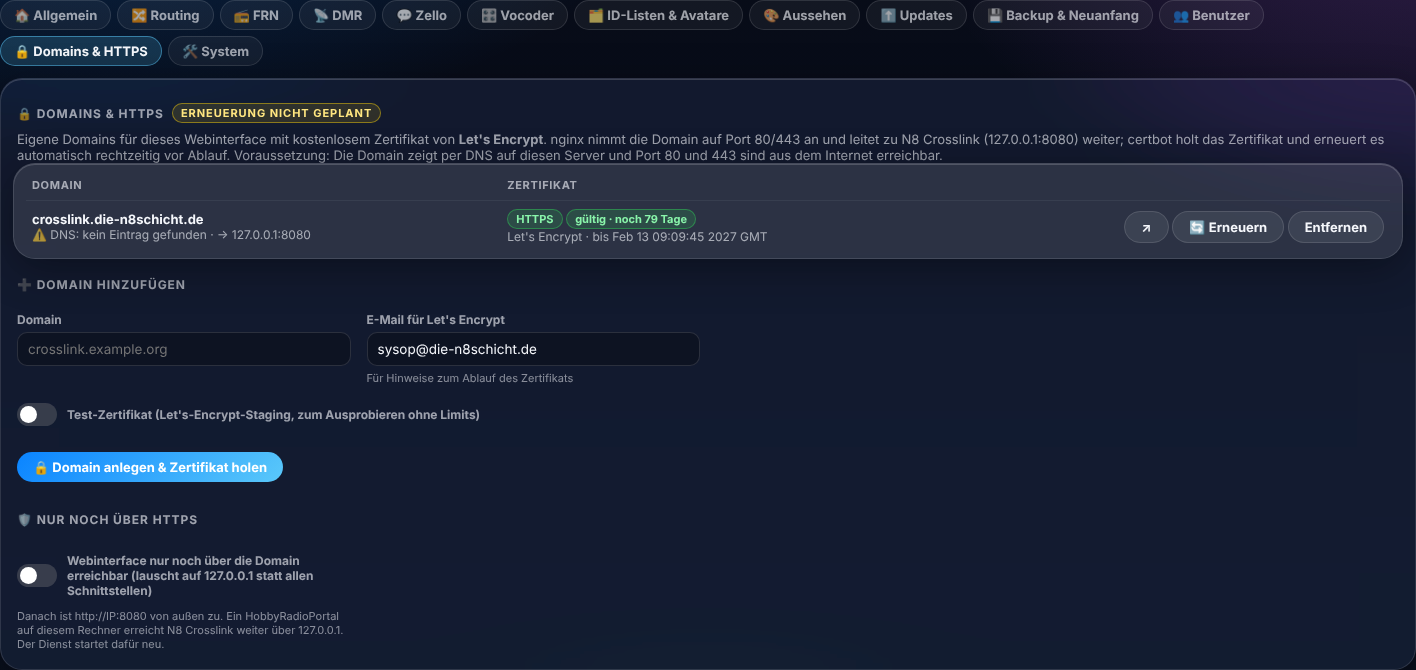 🏠 Allgemein 🔀 Routing 📻 FRN 📡 DMR 💬 Zello 🎛️ Vocoder 🗂️ ID-Listen & Avatare 🎨 Aussehen ⬆️ Updates 💾 Backup & Neuanfang 👥 Benutzer
🔒 Domains & HTTPS 🛠️ System
🔒 DOMAINS & HTTPS ERNEUERUNG NICHT GEPLANT
Eigene Domains für dieses Webinterface mit kostenlosem Zertifikat von Let's Encrypt. nginx nimmt die Domain auf Port 80/443 an und leitet zu N8 Crosslink (127.0.0.1:8080) weiter; certbot holt das Zertifikat und erneuert es
automatisch rechtzeitig vor Ablauf. Voraussetzung: Die Domain zeigt per DNS auf diesen Server und Port 80 und 443 sind aus dem Internet erreichbar.
DOMAIN ZERTIFIKAT
crosslink.die-n8schicht.de HTTPS gültig · noch 79 Tage
⚠️ DNS: kein Eintrag gefunden · → 127.0.0.1:8080 Let's Encrypt · bis Feb 13 09:09:45 2027 GMT
↗ 🔄 Erneuern Entfernen
➕ DOMAIN HINZUFÜGEN
Domain E-Mail für Let's Encrypt
crosslink.example.org sysop@die-n8schicht.de
Für Hinweise zum Ablauf des Zertifikats
Test-Zertifikat (Let's-Encrypt-Staging, zum Ausprobieren ohne Limits)
🔒 Domain anlegen & Zertifikat holen
🛡️ NUR NOCH ÜBER HTTPS
Webinterface nur noch über die Domain
erreichbar (lauscht auf 127.0.0.1 statt allen
Schnittstellen)
Danach ist http://IP:8080 von außen zu. Ein HobbyRadioPortal
auf diesem Rechner erreicht N8 Crosslink weiter über 127.0.0.1.
Der Dienst startet dafür neu.